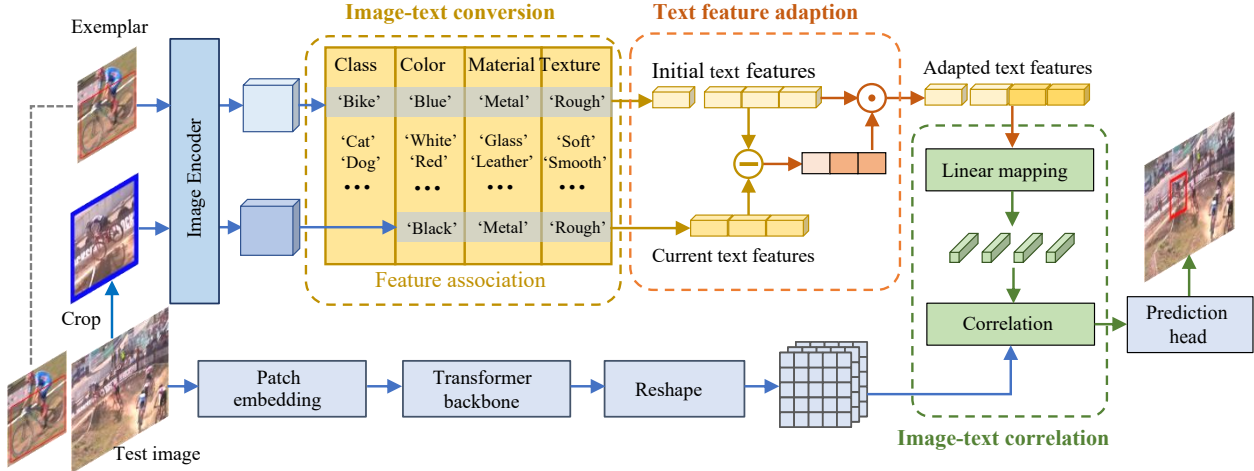 Image-text conversion
Text feature adaption
Exemplar
Class Color Material Texture
Initial text features
Adapted text features
‘Bike’ ‘Blue’ ‘Metal’ ‘Rough’
‘Cat’ ‘White’ ‘Glass’ ‘Soft’
‘Dog’ ‘Red’ ‘Leather’ ‘Smooth’
Image Encoder
Linear mapping
‘Black’ ‘Metal’ ‘Rough’
Current text features
Feature association
Crop
Correlation
Prediction
head
Patch
embedding
Transformer
backbone
Reshape
Test image
Image-text correlation